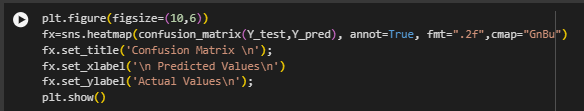 plt.figure(figsize=(10,6))
fx=sns.heatmap(confusion_matrix(Y_test,Y_pred), annot=True, fmt=".2f",cmap="GnBu")
fx.set_title('Confusion Matrix \n');
fx.set_xlabel('\n Predicted Values\n')
fx.set_ylabel('Actual Values\n');
plt.show()